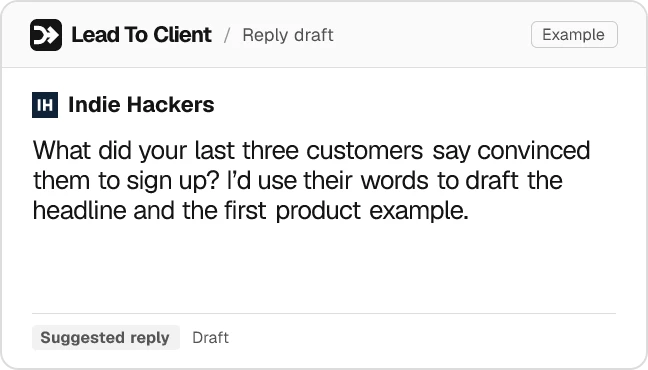 Lead To Client / Reply draft Example
IH Indie Hackers
What did your last three customers say convinced
them to sign up? I’d use their words to draft the
headline and the first product example.
Suggested reply Draft